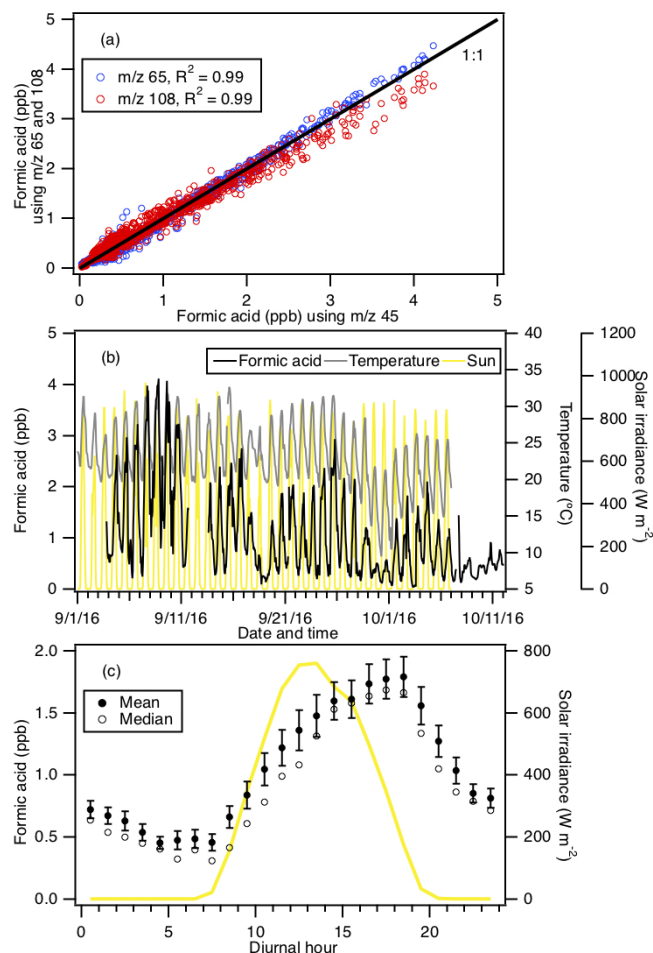 (a)
1:1
m/z 65, R² = 0.99
m/z 108, R² = 0.99
Formic acid (ppb)
using m/z 65 and 108
5
4
3
2
1
0
0 1 2 3 4 5
Formic acid (ppb) using m/z 45
(b)
Formic acid Temperature Sun
Formic acid (ppb)
5
4
3
2
1
0
40
35
30
25
20
15
10
5
Temperature (°C)
1200
1000
800
600
400
200
0
Solar irradiance (W m⁻²)
9/1/16 9/11/16 9/21/16 10/1/16 10/11/16
Date and time
(c)
Mean
Median
Formic acid (ppb)
2.0
1.5
1.0
0.5
0.0
800
600
400
200
0
Solar irradiance (W m⁻²)
0 5 10 15 20
Diurnal hour